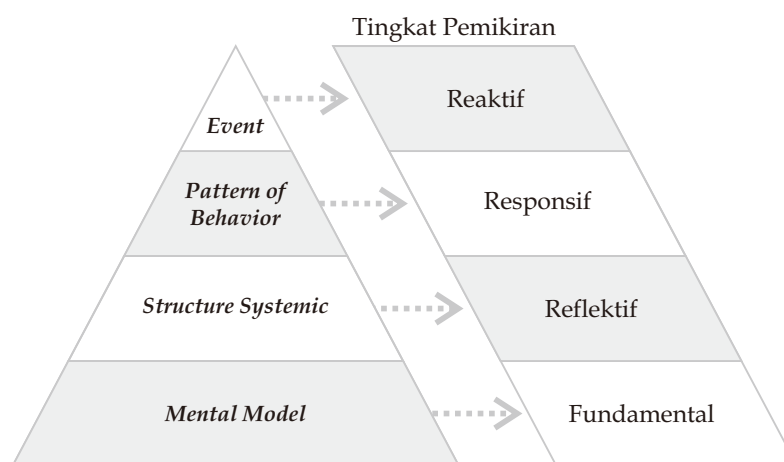 Tingkat Pemikiran
Event
Reaktif
Pattern of
Behavior
Responsif
Structure Systemic
Reflektif
Mental Model
Fundamental